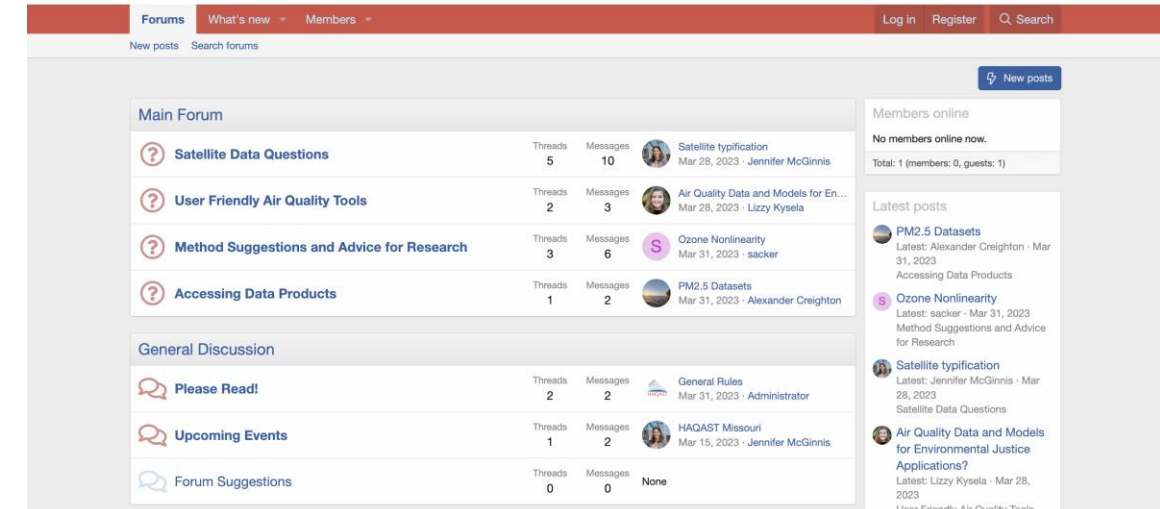 Forums What's new Members Log in Register Search
New posts Search forums
New posts
Main Forum
Satellite Data Questions
Threads Messages
5 10
Satellite typification
Mar 28, 2023 · Jennifer McGinnis
User Friendly Air Quality Tools
Threads Messages
2 3
Air Quality Data and Models for En...
Mar 28, 2023 · Lizzy Kysela
Method Suggestions and Advice for Research
Threads Messages
3 6
S
Ozone Nonlinearity
Mar 31, 2023 · sacker
Accessing Data Products
Threads Messages
1 2
PM2.5 Datasets
Mar 31, 2023 · Alexander Creighton
General Discussion
Please Read!
Threads Messages
2 2
HAQAST
General Rules
Mar 31, 2023 · Administrator
Upcoming Events
Threads Messages
1 2
HAQAST Missouri
Mar 15, 2023 · Jennifer McGinnis
Forum Suggestions
Threads Messages
0 0
None
Members online
No members online now.
Total: 1 (members: 0, guests: 1)
Latest posts
PM2.5 Datasets
Latest: Alexander Creighton · Mar
31, 2023
Accessing Data Products
S
Ozone Nonlinearity
Latest: sacker · Mar 31, 2023
Method Suggestions and Advice
for Research
Satellite typification
Latest: Jennifer McGinnis · Mar
28, 2023
Satellite Data Questions
Air Quality Data and Models
for Environmental Justice
Applications?
Latest: Lizzy Kysela · Mar 28,
2023
User Friendly Air Quality Tools